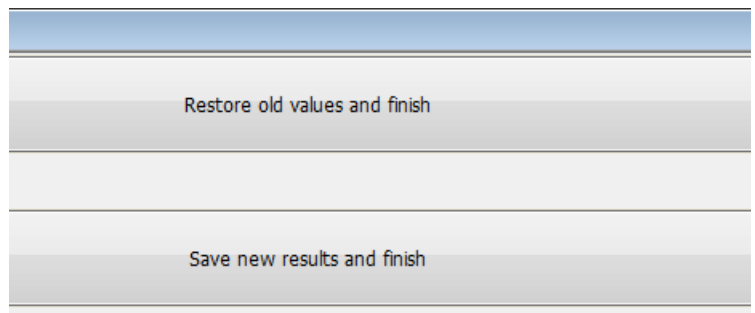 Restore old values and finish
Save new results and finish